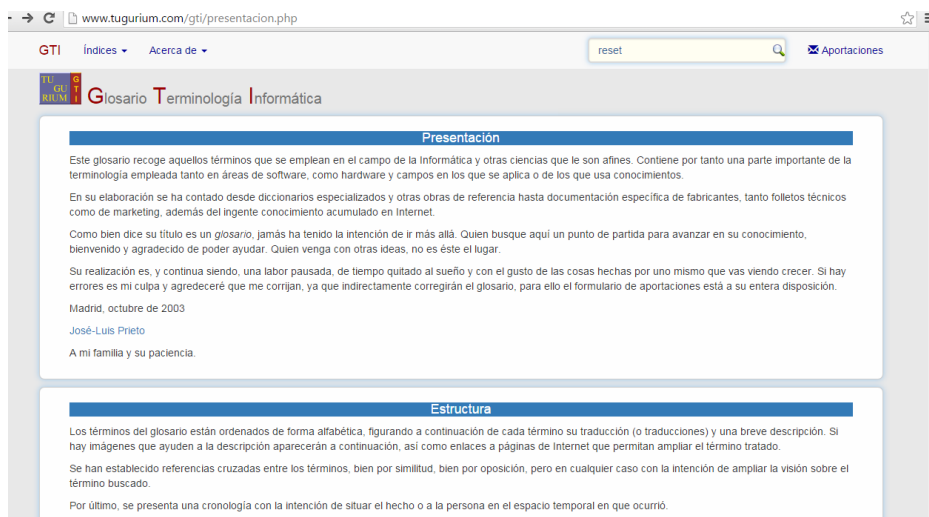 www.tugurium.com/gti/presentacion.php
GTI Índices Acerca de reset Aportaciones
TU GU RIUM GTI
Glosario Terminología Informática
Presentación
Este glosario recoge aquellos términos que se emplean en el campo de la Informática y otras ciencias que le son afines. Contiene por tanto una parte importante de la
terminología empleada tanto en áreas de software, como hardware y campos en los que se aplica o de los que usa conocimientos.
En su elaboración se ha contado desde diccionarios especializados y otras obras de referencia hasta documentación específica de fabricantes, tanto folletos técnicos
como de marketing, además del ingente conocimiento acumulado en Internet.
Como bien dice su título es un glosario, jamás ha tenido la intención de ir más allá. Quien busque aquí un punto de partida para avanzar en su conocimiento,
bienvenido y agradecido de poder ayudar. Quien venga con otras ideas, no es éste el lugar.
Su realización es, y continua siendo, una labor pausada, de tiempo quitado al sueño y con el gusto de las cosas hechas por uno mismo que vas viendo crecer. Si hay
errores es mi culpa y agradeceré que me corrijan, ya que indirectamente corregirán el glosario, para ello el formulario de aportaciones está a su entera disposición.
Madrid, octubre de 2003
José-Luis Prieto
A mi familia y su paciencia.
Estructura
Los términos del glosario están ordenados de forma alfabética, figurando a continuación de cada término su traducción (o traducciones) y una breve descripción. Si
hay imágenes que ayuden a la descripción aparecerán a continuación, así como enlaces a páginas de Internet que permitan ampliar el término tratado.
Se han establecido referencias cruzadas entre los términos, bien por similitud, bien por oposición, pero en cualquier caso con la intención de ampliar la visión sobre el
término buscado.
Por último, se presenta una cronología con la intención de situar el hecho o a la persona en el espacio temporal en que ocurrió.